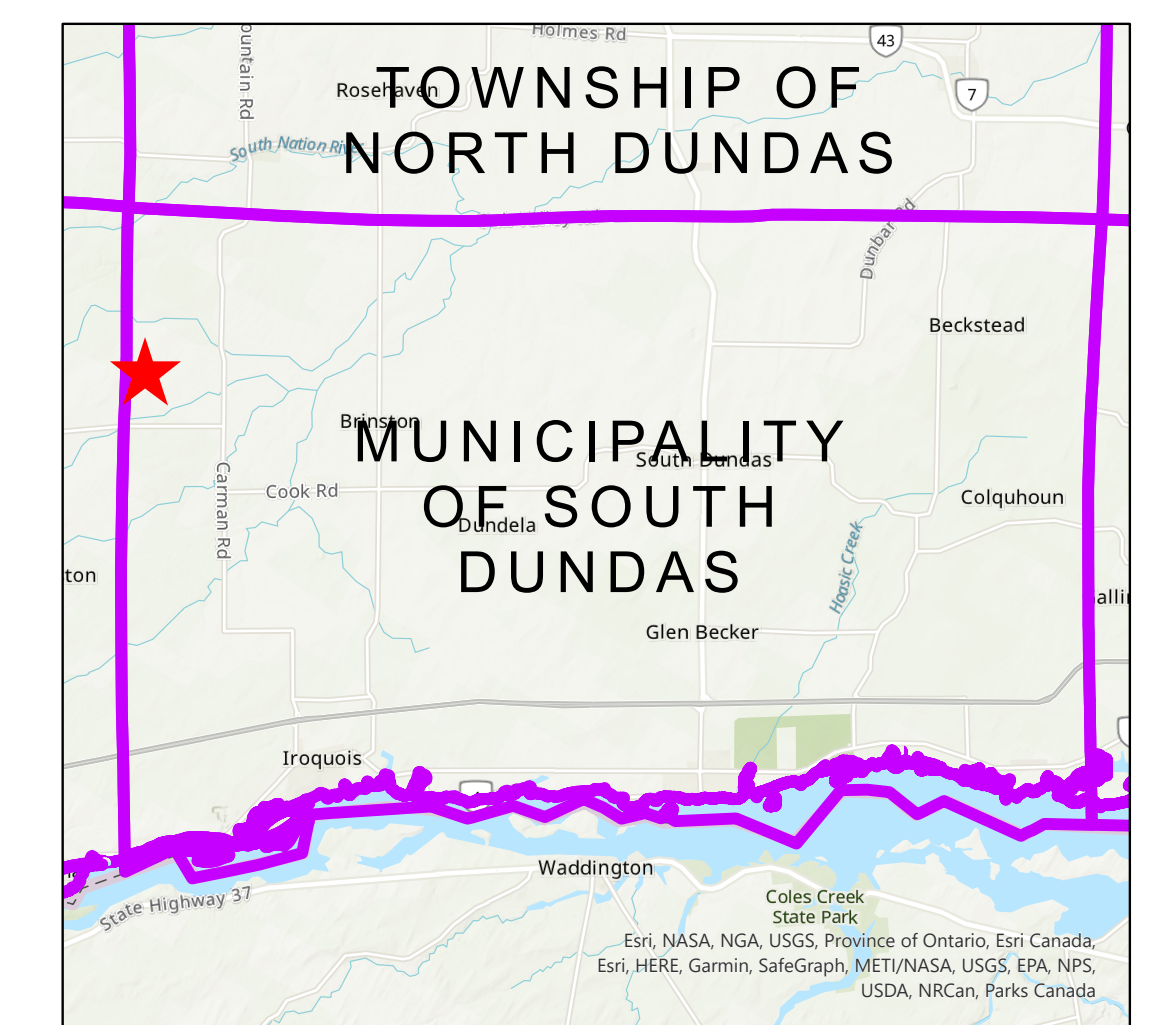 Holmes Rd
43
7
Rosehaven
TOWNSHIP OF
NORTH DUNDAS
South Nation River
Dunbar Rd
Beckstead
Brinston
MUNICIPALITY
South Dundas
Carman Rd
Cook Rd
OF SOUTH
Colquhoun
Dundela
Hoasic Creek
DUNDAS
Glen Becker
Iroquois
Waddington
State Highway 37
Coles Creek
State Park
Esri, NASA, NGA, USGS, Province of Ontario, Esri Canada,
Esri, HERE, Garmin, SafeGraph, METI/NASA, USGS, EPA, NPS,
USDA, NRCan, Parks Canada